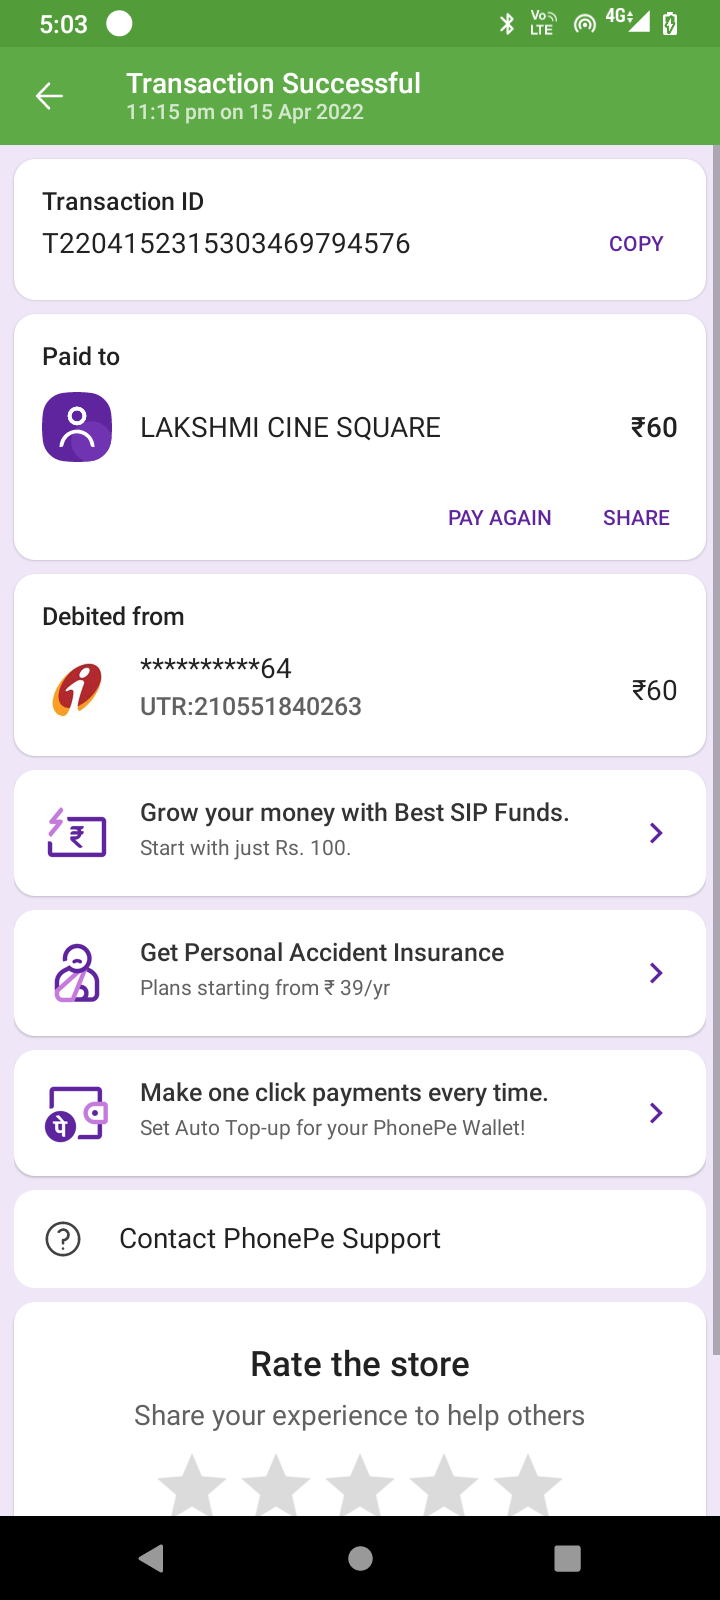 5:03
Vo
LTE
4G
Transaction Successful
11:15 pm on 15 Apr 2022
Transaction ID
T2204152315303469794576
COPY
Paid to
LAKSHMI CINE SQUARE
₹60
PAY AGAIN
SHARE
Debited from
**********64
UTR:210551840263
₹60
Grow your money with Best SIP Funds.
Start with just Rs. 100.
Get Personal Accident Insurance
Plans starting from ₹ 39/yr
Make one click payments every time.
पे
Set Auto Top-up for your PhonePe Wallet!
Contact PhonePe Support
Rate the store
Share your experience to help others